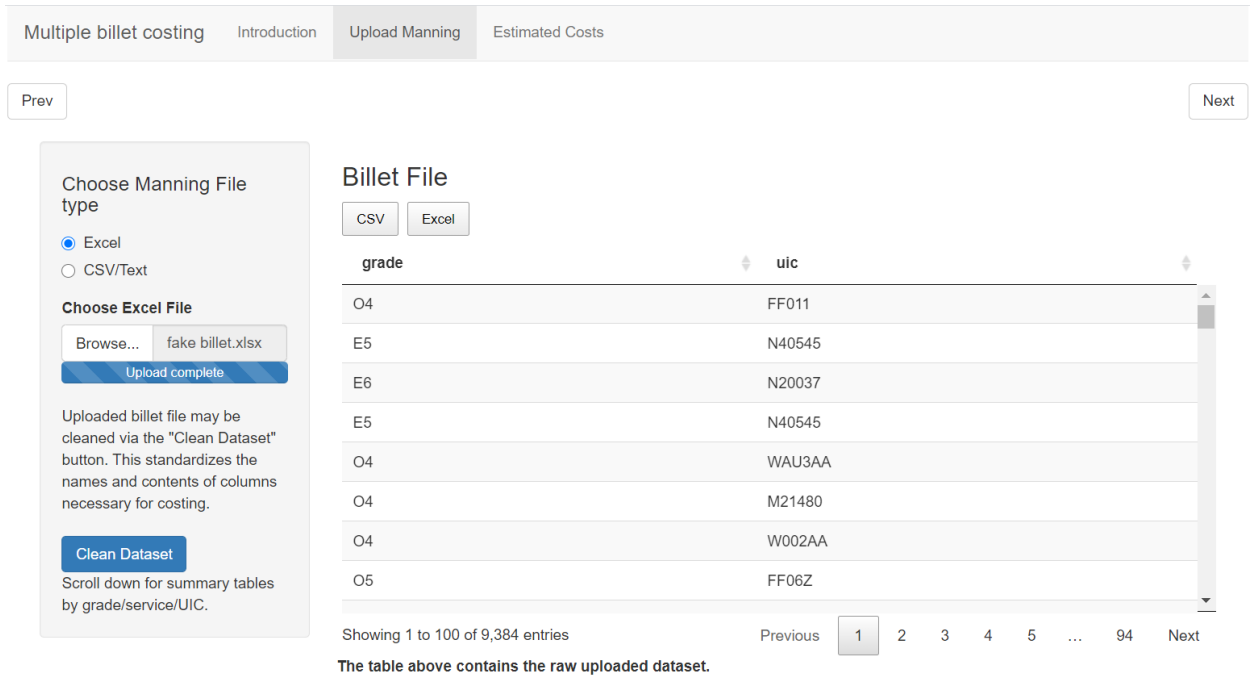 Multiple billet costing Introduction Upload Manning Estimated Costs
Prev Next
Choose Manning File
type
Excel
CSV/Text
Choose Excel File
Browse... fake billet.xlsx
Upload complete
Uploaded billet file may be
cleaned via the "Clean Dataset"
button. This standardizes the
names and contents of columns
necessary for costing.
Clean Dataset
Scroll down for summary tables
by grade/service/UIC.
Billet File
CSV Excel
grade uic
O4 FF011
E5 N40545
E6 N20037
E5 N40545
O4 WAU3AA
O4 M21480
O4 W002AA
O5 FF06Z
Showing 1 to 100 of 9,384 entries Previous 1 2 3 4 5 … 94 Next
The table above contains the raw uploaded dataset.